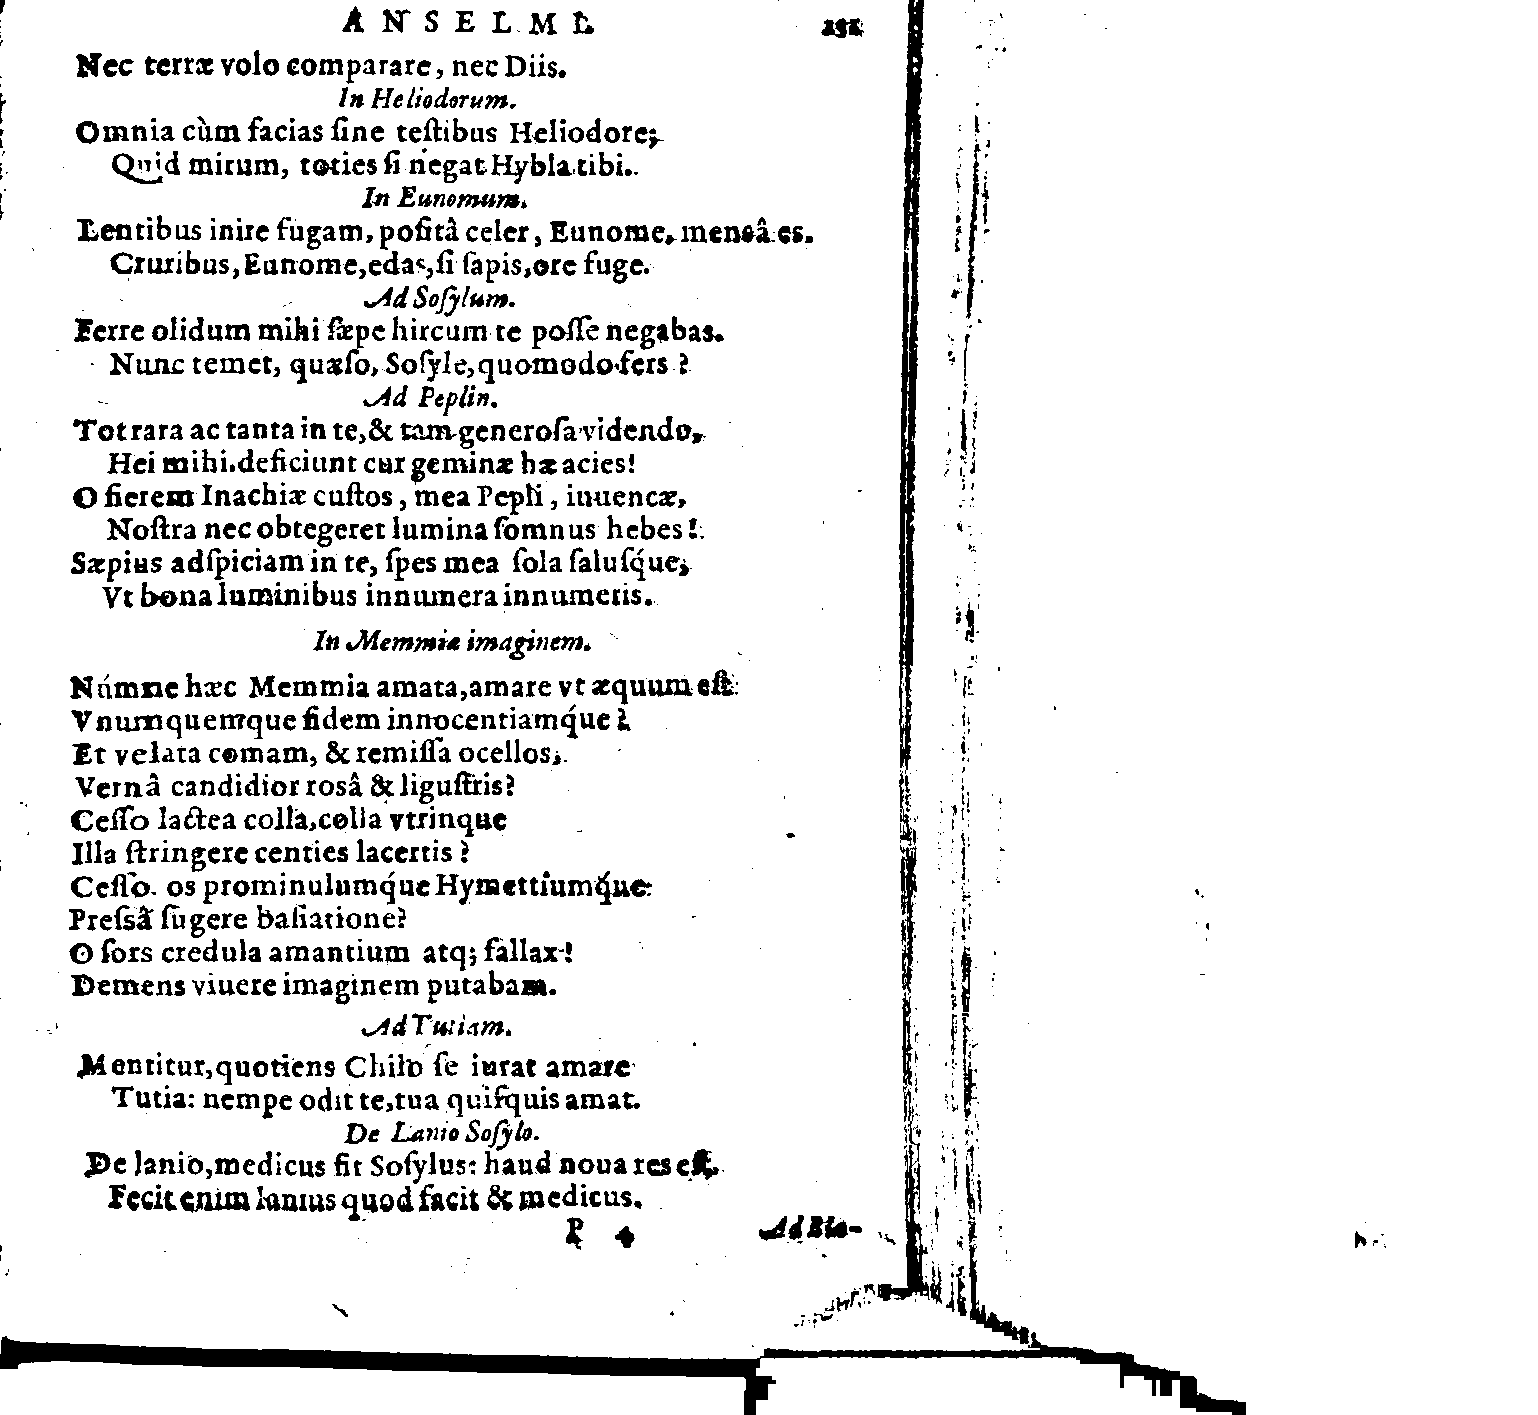 ANSELMI.
Nec terræ volo comparare, nec Diis.
In Heliodorum.
Omnia cùm facias ſine teſtibus Heliodore;
Quid mirum, toties ſi negat Hybla tibi.
In Eunomum.
Lentibus inire fugam, poſitâ celer, Eunome, mensâ es.
Cruribus, Eunome, edas, ſi ſapis, ore fuge.
Ad Soſylum.
Ferre olidum mihi ſæpe hircum te poſſe negabas.
Nunc temet, quæſo, Soſyle, quomodo fers?
Ad Peplin.
Tot rara ac tanta in te, & tam generoſa videndo,
Hei mihi. deficiunt cur geminæ hæ acies!
O fierem Inachiæ cuſtos, mea Pepli, iuuencæ,
Noſtra nec obtegeret lumina ſomnus hebes!
Sæpius adſpiciam in te, ſpes mea ſola ſaluſq́ue,
Vt bona luminibus innumera innumeris.
In Memmiæ imaginem.
Númne hæc Memmia amata, amare vt æquum eſt
Vnumquemque fidem innocentiamq́ue?
Et velata comam, & remiſſa ocellos,
Vernâ candidior rosâ & liguſtris?
Ceſſo lactea colla, colla vtrinque
Illa ſtringere centies lacertis?
Ceſſo. os prominulumq́ue Hymettiumq́ue
Preſsâ ſugere baſiatione?
O ſors credula amantium atq; fallax!
Demens viuere imaginem putabam.
Ad Tutiam.
Mentitur, quotiens Chilo ſe iurat amare
Tutia: nempe odit te, tua quiſquis amat.
De Lanio Soſylo.
De lanio, medicus fit Soſylus: haud noua res eſt,
Fecit enim lanius quod facit & medicus.
P